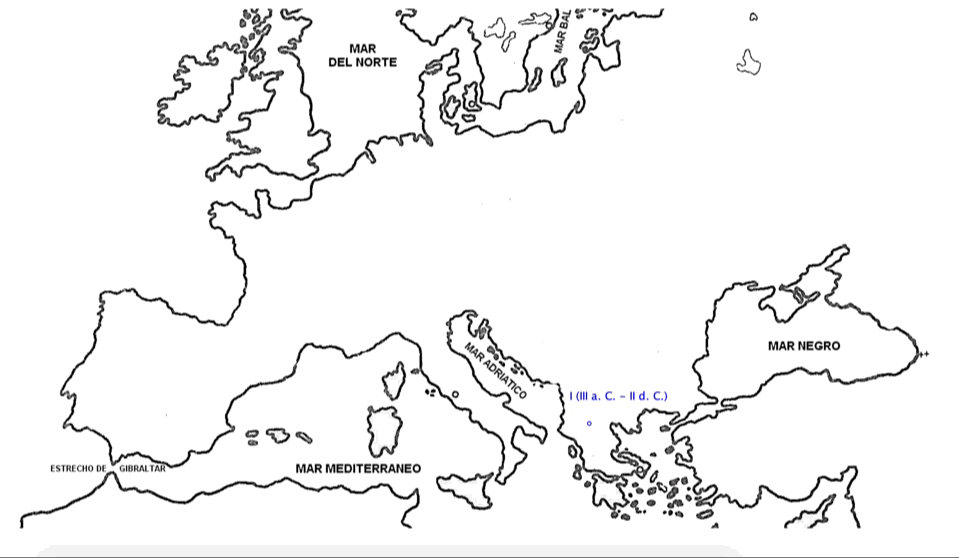 MAR
DEL NORTE
MAR BAL
MAR NEGRO
MAR ADRIATICO
I (III a. C. – II d. C.)
ESTRECHO DE GIBRALTAR
MAR MEDITERRANEO